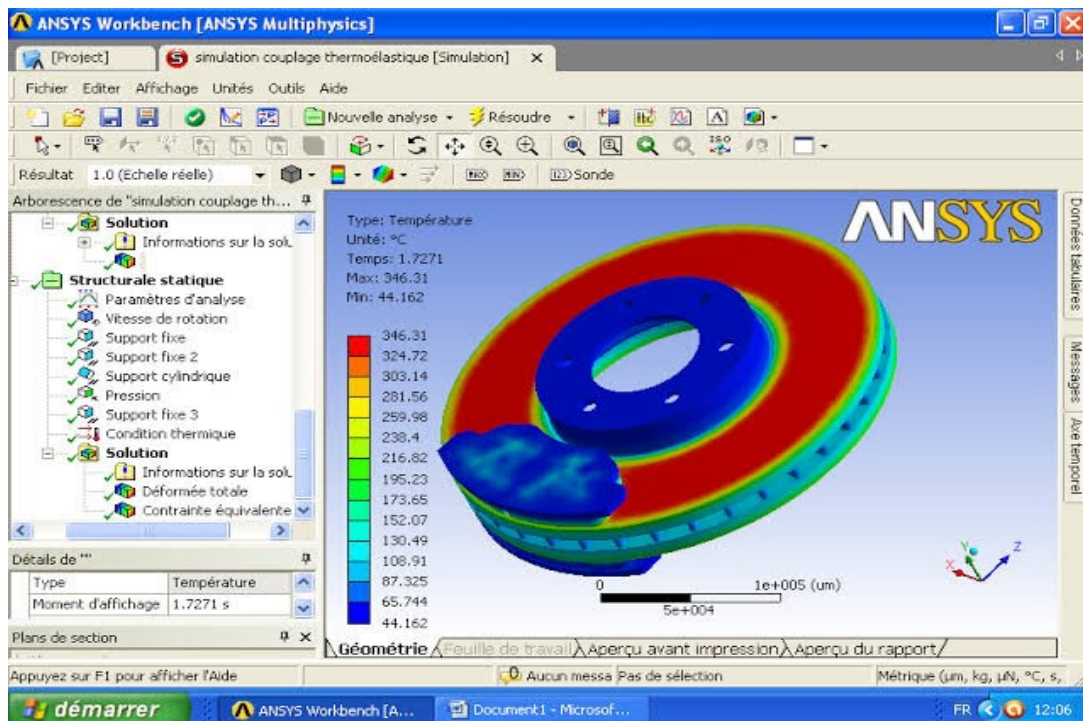 ANSYS Workbench [ANSYS Multiphysics]
[Project]
simulation couplage thermoélastique [Simulation]
Fichier Editer Affichage Unités Outils Aide
Nouvelle analyse
Résoudre
Résultat 1.0 (Echelle réelle)
MAX
MIN
Sonde
Arborescence de "simulation couplage th...
Solution
Informations sur la solu
Structurale statique
Paramètres d'analyse
Vitesse de rotation
Support fixe
Support fixe 2
Support cylindrique
Pression
Support fixe 3
Condition thermique
Solution
Informations sur la solu
Déformée totale
Contrainte équivalente
Détails de ""
Type Température
Moment d'affichage 1.7271 s
Plans de section
Type: Température
Unité: °C
Temps: 1.7271
Max: 346.31
Min: 44.162
346.31
324.72
303.14
281.56
259.98
238.4
216.82
195.23
173.65
152.07
130.49
108.91
87.325
65.744
44.162
ANSYS
0 1e+005 (um)
5e+004
X Y Z
Données tabulaires
Messages
Axe temporel
Géométrie Feuille de travail Aperçu avant impression Aperçu du rapport
Appuyez sur F1 pour afficher l'Aide
Aucun messa Pas de sélection
Métrique (µm, kg, µN, °C, s,
démarrer
ANSYS Workbench [A...
Document1 - Microsof...
FR
12:06